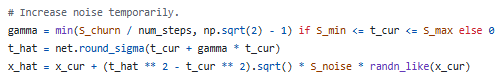 # Increase noise temporarily.
gamma = min(S_churn / num_steps, np.sqrt(2) - 1) if S_min <= t_cur <= S_max else 0
t_hat = net.round_sigma(t_cur + gamma * t_cur)
x_hat = x_cur + (t_hat ** 2 - t_cur ** 2).sqrt() * S_noise * randn_like(x_cur)